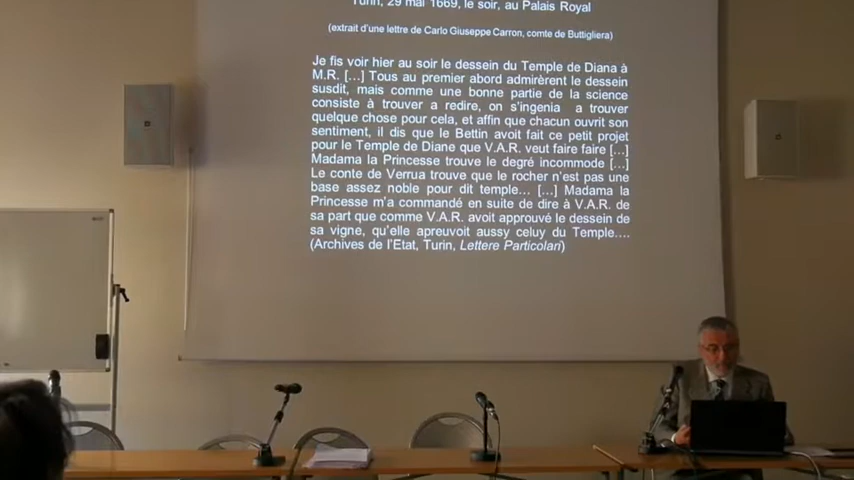 Turin, 29 mai 1669, le soir, au Palais Royal
(extrait d'une lettre de Carlo Giuseppe Carron, comte de Buttigliera)
Je fis voir hier au soir le dessein du Temple de Diana à
M.R. [...] Tous au premier abord admirèrent le dessein
susdit, mais comme une bonne partie de la science
consiste à trouver a redire, on s'ingenia a trouver
quelque chose pour cela, et affin que chacun ouvrit son
sentiment, il dis que le Bettin avoit fait ce petit projet
pour le Temple de Diane que V.A.R. veut faire faire [...]
Madama la Princesse trouve le degré incommode [...]
Le conte de Verrua trouve que le rocher n'est pas une
base assez noble pour dit temple... [...] Madama la
Princesse m'a commandé en suite de dire à V.A.R. de
sa part que comme V.A.R. avoit approuvé le dessein de
sa vigne, qu'elle apreuvoit aussy celuy du Temple....
(Archives de l'Etat, Turin, Lettere Particolari)